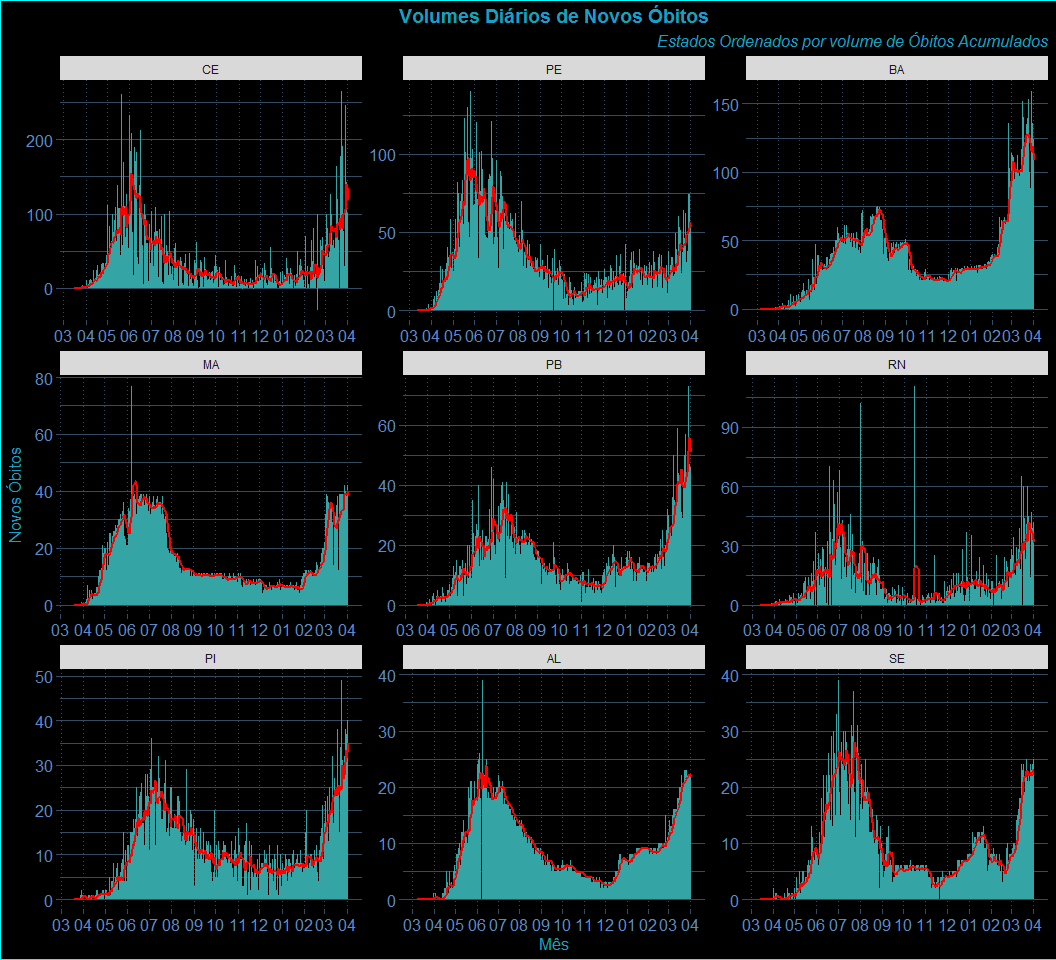 Volumes Diários de Novos Óbitos
Estados Ordenados por volume de Óbitos Acumulados
CE
PE
BA
200
100
0
100
50
0
150
100
50
0
03 04 05 06 07 08 09 10 11 12 01 02 03 04
03 04 05 06 07 08 09 10 11 12 01 02 03 04
03 04 05 06 07 08 09 10 11 12 01 02 03 04
MA
PB
RN
80
60
40
20
0
60
40
20
0
90
60
30
0
03 04 05 06 07 08 09 10 11 12 01 02 03 04
03 04 05 06 07 08 09 10 11 12 01 02 03 04
03 04 05 06 07 08 09 10 11 12 01 02 03 04
PI
AL
SE
50
40
30
20
10
0
40
30
20
10
0
40
30
20
10
0
03 04 05 06 07 08 09 10 11 12 01 02 03 04
03 04 05 06 07 08 09 10 11 12 01 02 03 04
03 04 05 06 07 08 09 10 11 12 01 02 03 04
Novos Óbitos
Mês